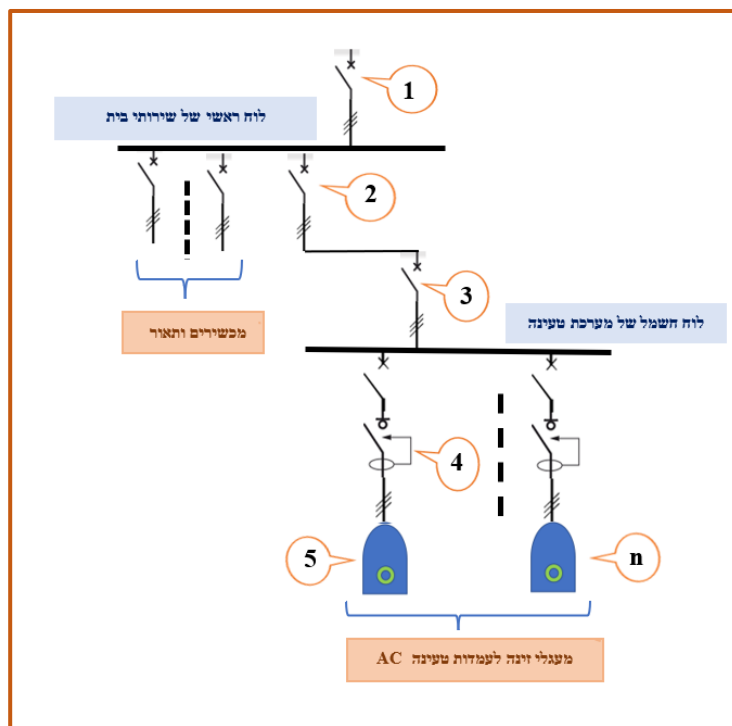 1
לוח ראשי של שירותי בית
2
3
מכשירים ותאור
לוח חשמל של מערכת טעינה
4
5
n
מעגלי זינה לעמדות טעינה AC